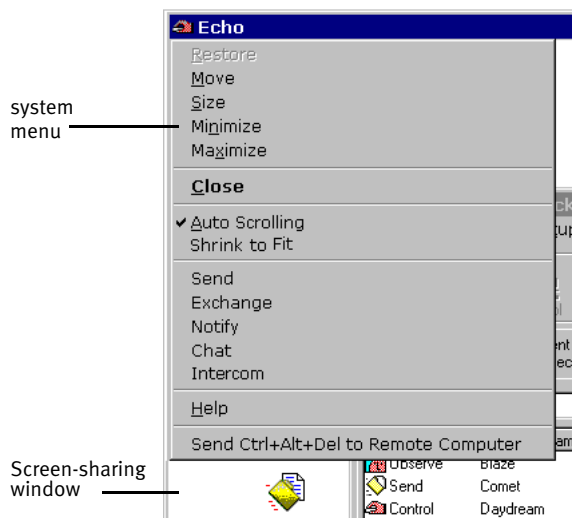 Echo
Restore
Move
Size
system
menu
Minimize
Maximize
Close
Auto Scrolling
Shrink to Fit
Send
Exchange
Notify
Chat
Intercom
Help
Send Ctrl+Alt+Del to Remote Computer
Observe Blaze
Screen-sharing
window
Send Comet
Control Daydream